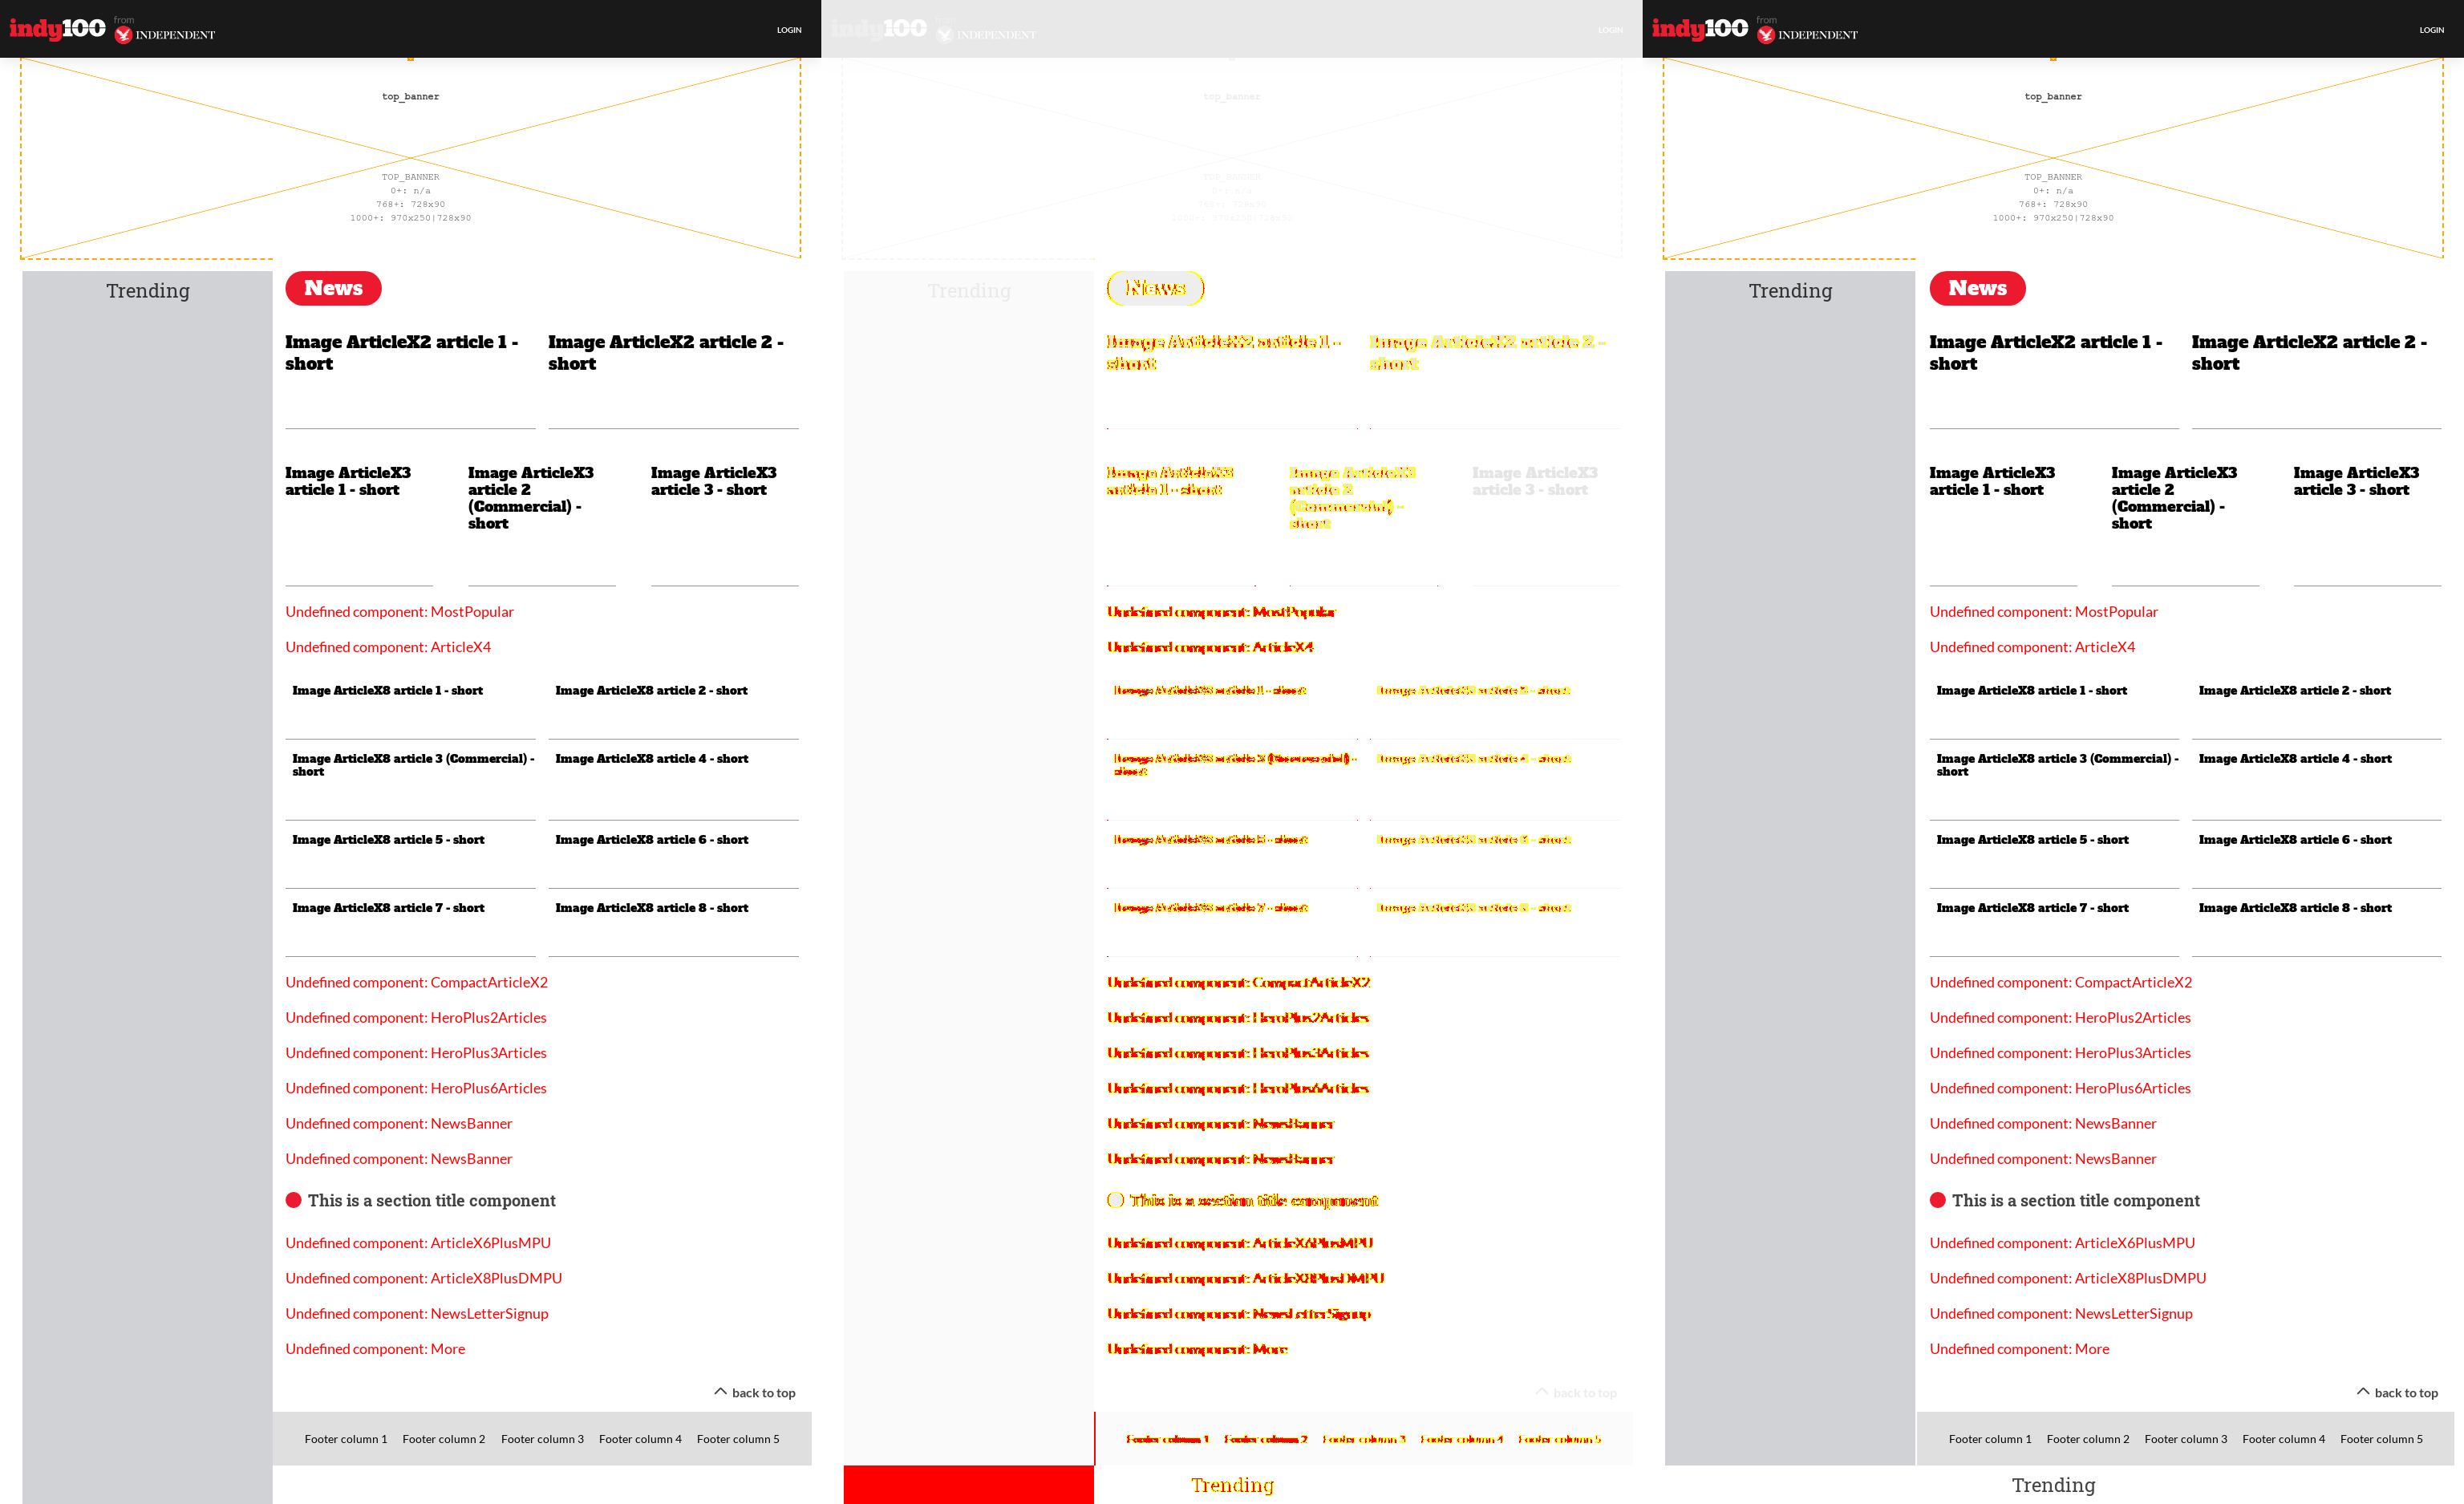 indy100 from INDEPENDENT
LOGIN
top_banner
TOP_BANNER
0+: n/a
768+: 728x90
1000+: 970x250|728x90
Trending
News
Image ArticleX2 article 1 -
short
Image ArticleX2 article 2 -
short
Image ArticleX3
article 1 - short
Image ArticleX3
article 2
(Commercial) -
short
Image ArticleX3
article 3 - short
Undefined component: MostPopular
Undefined component: ArticleX4
Image ArticleX8 article 1 - short
Image ArticleX8 article 2 - short
Image ArticleX8 article 3 (Commercial) -
short
Image ArticleX8 article 4 - short
Image ArticleX8 article 5 - short
Image ArticleX8 article 6 - short
Image ArticleX8 article 7 - short
Image ArticleX8 article 8 - short
Undefined component: CompactArticleX2
Undefined component: HeroPlus2Articles
Undefined component: HeroPlus3Articles
Undefined component: HeroPlus6Articles
Undefined component: NewsBanner
Undefined component: NewsBanner
This is a section title component
Undefined component: ArticleX6PlusMPU
Undefined component: ArticleX8PlusDMPU
Undefined component: NewsLetterSignup
Undefined component: More
back to top
Footer column 1
Footer column 2
Footer column 3
Footer column 4
Footer column 5
indy100 from INDEPENDENT
LOGIN
top_banner
TOP_BANNER
0+: n/a
768+: 728x90
1000+: 970x250|728x90
Trending
News
Image ArticleX2 article 1 -
short
Image ArticleX2 article 2 -
short
Image ArticleX3
article 1 - short
Image ArticleX3
article 2
(Commercial) -
short
Image ArticleX3
article 3 - short
Undefined component: MostPopular
Undefined component: ArticleX4
Image ArticleX8 article 1 - short
Image ArticleX8 article 2 - short
Image ArticleX8 article 3 (Commercial) -
short
Image ArticleX8 article 4 - short
Image ArticleX8 article 5 - short
Image ArticleX8 article 6 - short
Image ArticleX8 article 7 - short
Image ArticleX8 article 8 - short
Undefined component: CompactArticleX2
Undefined component: HeroPlus2Articles
Undefined component: HeroPlus3Articles
Undefined component: HeroPlus6Articles
Undefined component: NewsBanner
Undefined component: NewsBanner
This is a section title component
Undefined component: ArticleX6PlusMPU
Undefined component: ArticleX8PlusDMPU
Undefined component: NewsLetterSignup
Undefined component: More
back to top
Footer column 1
Footer column 2
Footer column 3
Footer column 4
Footer column 5
Trending
indy100 from INDEPENDENT
LOGIN
top_banner
TOP_BANNER
0+: n/a
768+: 728x90
1000+: 970x250|728x90
Trending
News
Image ArticleX2 article 1 -
short
Image ArticleX2 article 2 -
short
Image ArticleX3
article 1 - short
Image ArticleX3
article 2
(Commercial) -
short
Image ArticleX3
article 3 - short
Undefined component: MostPopular
Undefined component: ArticleX4
Image ArticleX8 article 1 - short
Image ArticleX8 article 2 - short
Image ArticleX8 article 3 (Commercial) -
short
Image ArticleX8 article 4 - short
Image ArticleX8 article 5 - short
Image ArticleX8 article 6 - short
Image ArticleX8 article 7 - short
Image ArticleX8 article 8 - short
Undefined component: CompactArticleX2
Undefined component: HeroPlus2Articles
Undefined component: HeroPlus3Articles
Undefined component: HeroPlus6Articles
Undefined component: NewsBanner
Undefined component: NewsBanner
This is a section title component
Undefined component: ArticleX6PlusMPU
Undefined component: ArticleX8PlusDMPU
Undefined component: NewsLetterSignup
Undefined component: More
back to top
Footer column 1
Footer column 2
Footer column 3
Footer column 4
Footer column 5
Trending